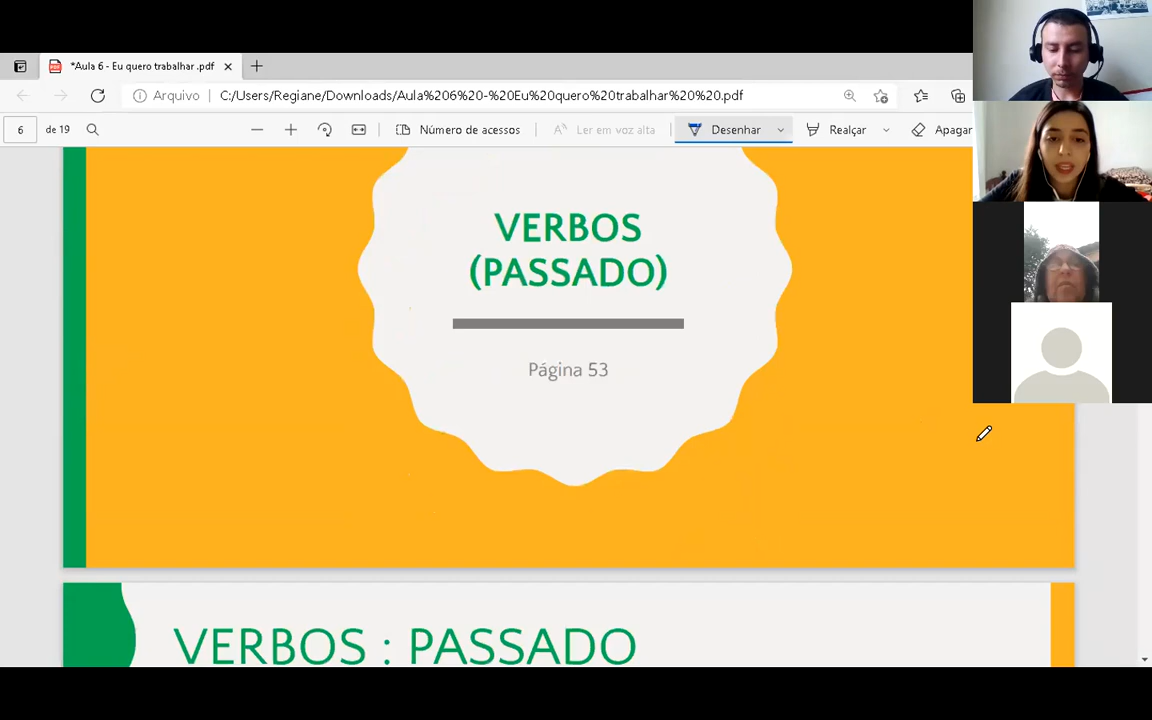 *Aula 6 - Eu quero trabalhar .pdf
Arquivo C:/Users/Regiane/Downloads/Aula%206%20-%20Eu%20quero%20trabalhar%20%20.pdf
6 de 19 Número de acessos Ler em voz alta Desenhar Realçar Apagar
VERBOS
(PASSADO)
Página 53
VERBOS : PASSADO